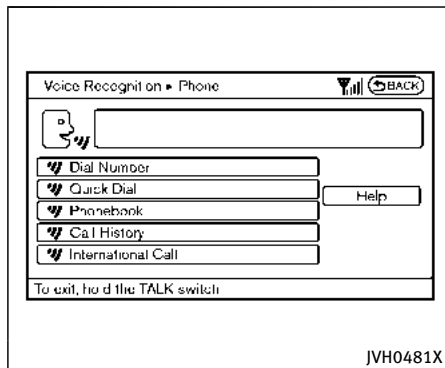 Voice Recognition ▸ Phone BACK
Dial Number
Quick Dial
Help
Phonebook
Call History
International Call
To exit, hold the TALK switch
JVH0481X